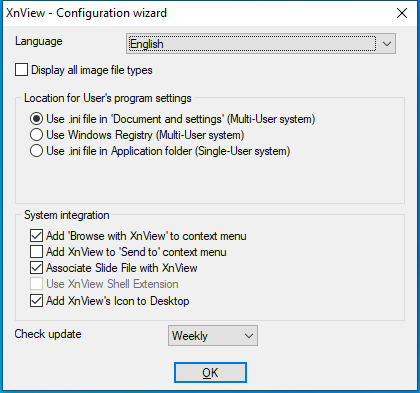 XnView - Configuration wizard
Language
English
Display all image file types
Location for User's program settings
Use .ini file in 'Document and settings' (Multi-User system)
Use Windows Registry (Multi-User system)
Use .ini file in Application folder (Single-User system)
System integration
Add 'Browse with XnView' to context menu
Add XnView to 'Send to' context menu
Associate Slide File with XnView
Use XnView Shell Extension
Add XnView's Icon to Desktop
Check update
Weekly
OK